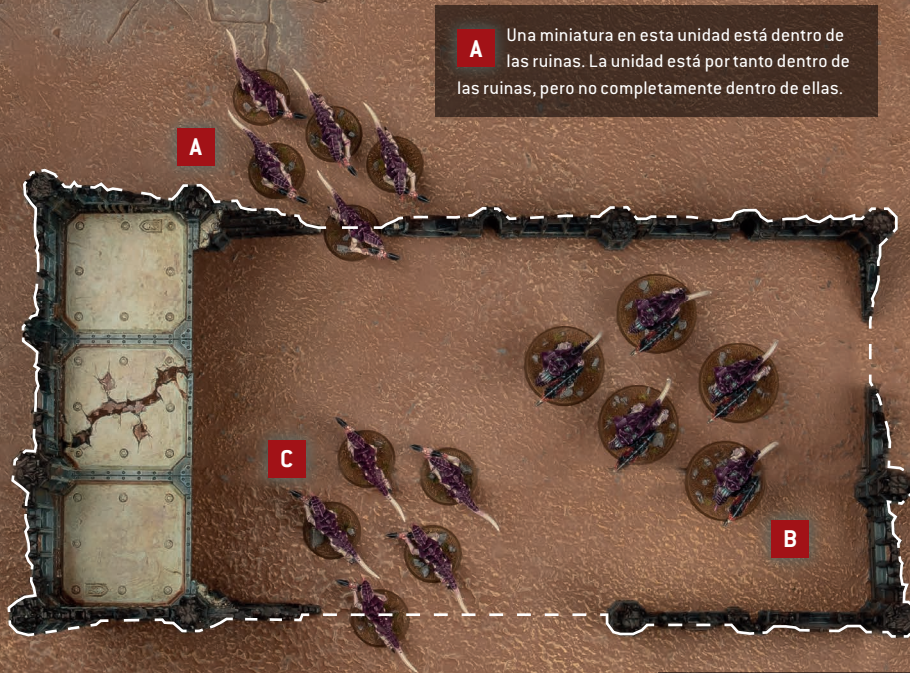 A Una miniatura en esta unidad está dentro de
las ruinas. La unidad está por tanto dentro de
las ruinas, pero no completamente dentro de ellas.
A
C
B